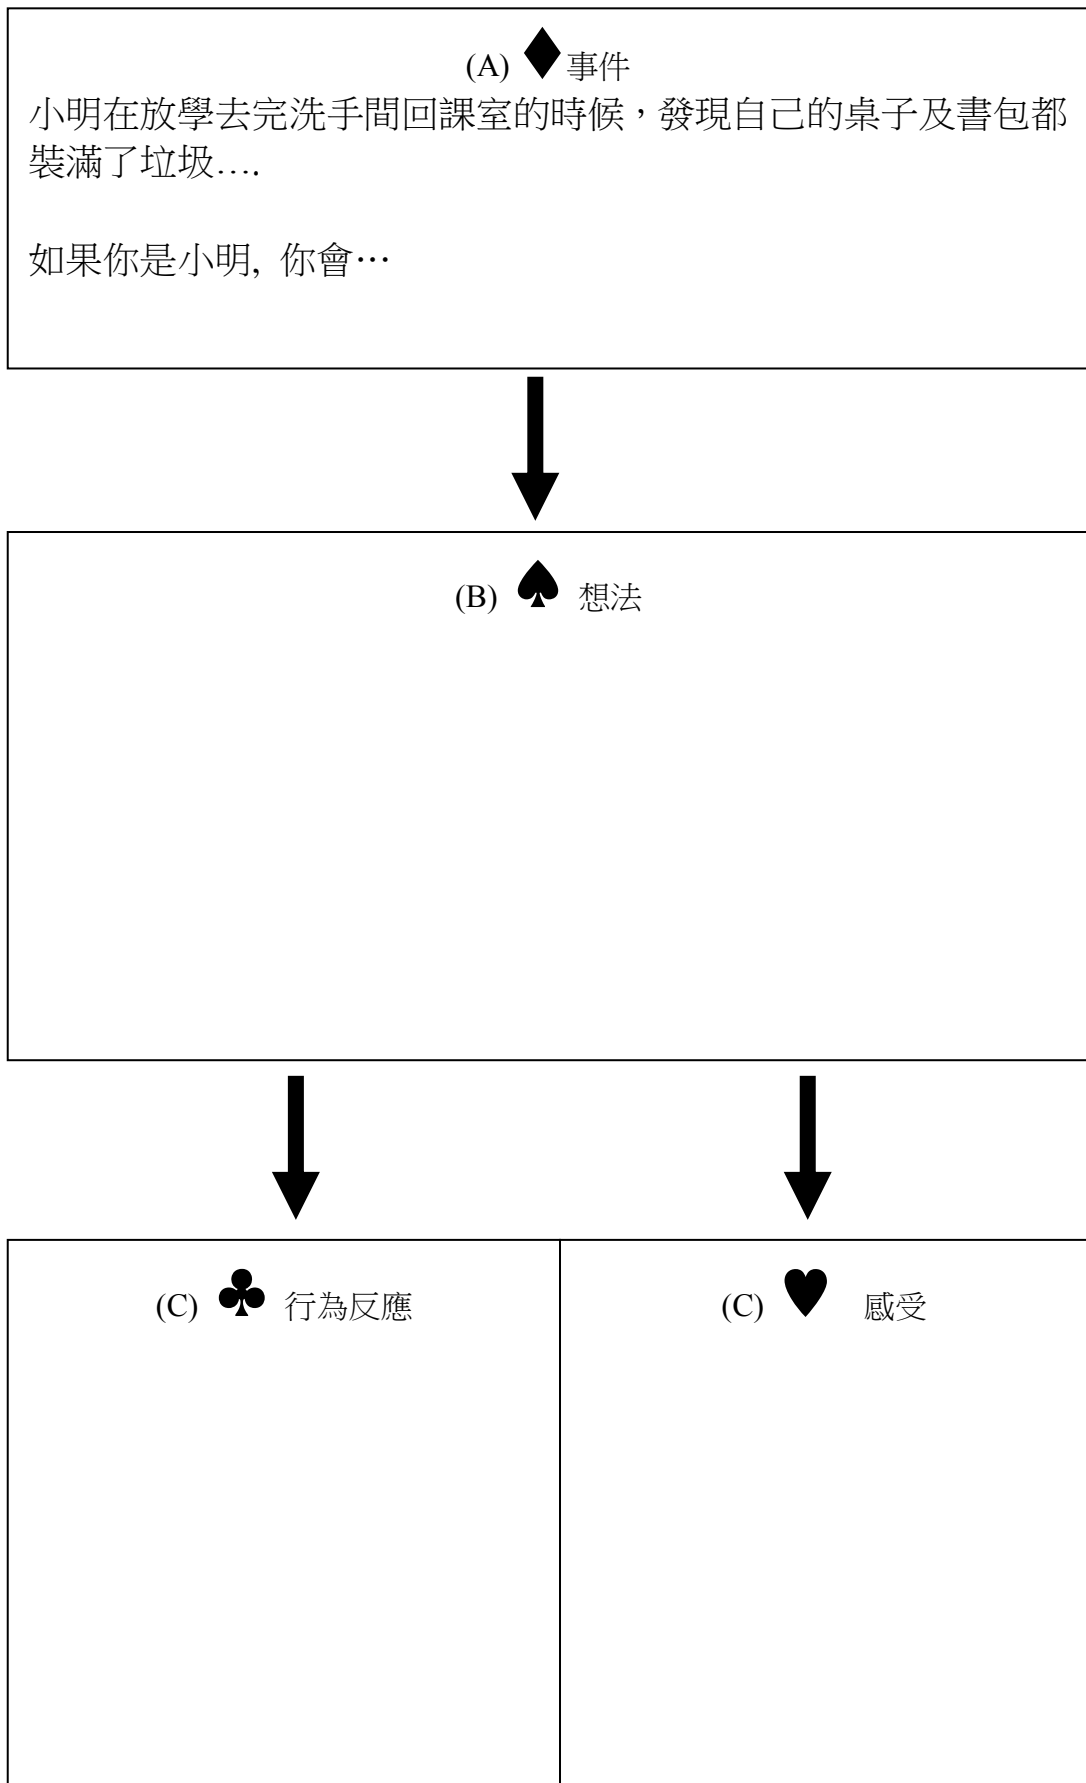 (A) ♦事件
小明在放學去完洗手間回課室的時候，發現自己的桌子及書包都
裝滿了垃圾….
如果你是小明, 你會…
(B) ♠ 想法
(C) ♣ 行為反應
(C) ♥ 感受